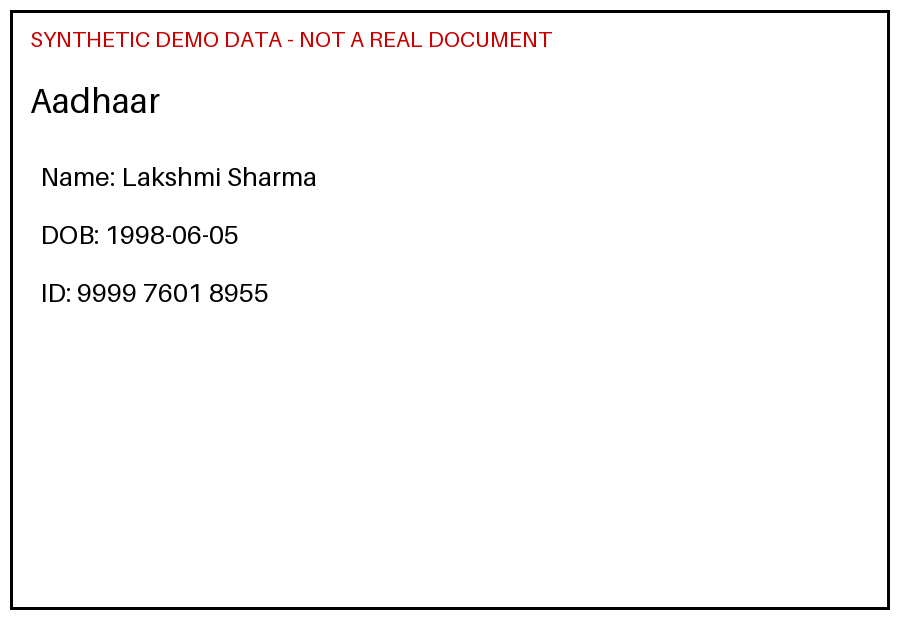 SYNTHETIC DEMO DATA - NOT A REAL DOCUMENT
Aadhaar
Name: Lakshmi Sharma
DOB: 1998-06-05
ID: 9999 7601 8955